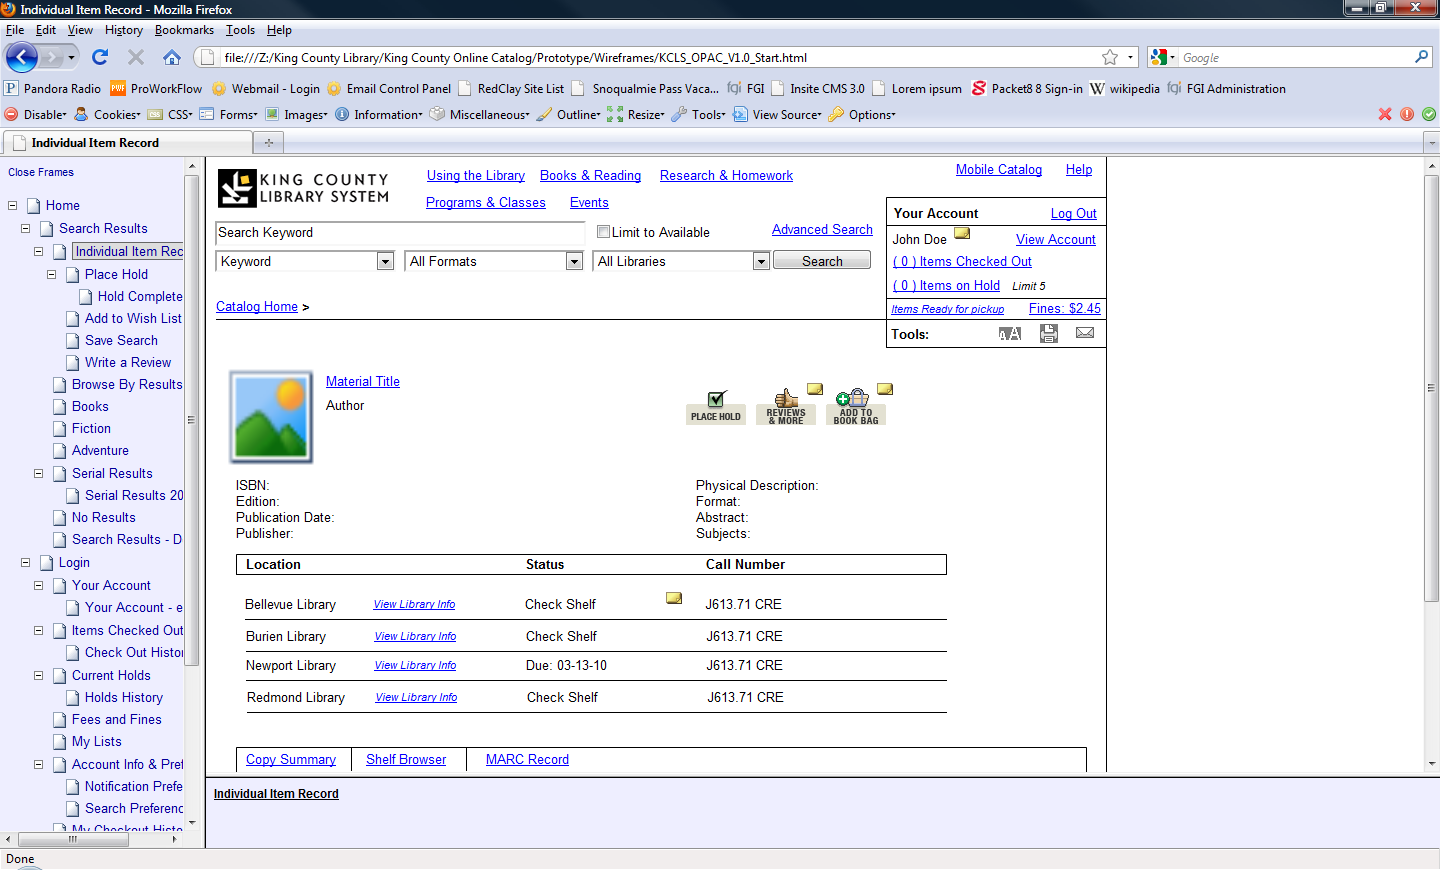 Individual Item Record - Mozilla Firefox
File Edit View History Bookmarks Tools Help
file:///Z:/King County Library/King County Online Catalog/Prototype/Wireframes/KCLS_OPAC_V1.0_Start.html
Google
Pandora Radio ProWorkFlow Webmail - Login Email Control Panel RedClay Site List Snoqualmie Pass Vaca... FGI Insite CMS 3.0 Lorem ipsum Packet8 8 Sign-in wikipedia FGI Administration
Disable Cookies CSS Forms Images Information Miscellaneous Outline Resize Tools View Source Options
Individual Item Record
Close Frames
Home
Search Results
Individual Item Rec
Place Hold
Hold Complete
Add to Wish List
Save Search
Write a Review
Browse By Results
Books
Fiction
Adventure
Serial Results
Serial Results 20
No Results
Search Results - D
Login
Your Account
Your Account - e
Items Checked Out
Check Out Histor
Current Holds
Holds History
Fees and Fines
My Lists
Account Info & Pref
Notification Prefe
Search Preferenc
My Checkout Histo
KING COUNTY
LIBRARY SYSTEM
Using the Library Books & Reading Research & Homework
Programs & Classes Events
Mobile Catalog Help
Search Keyword
Limit to Available
Advanced Search
Keyword All Formats All Libraries Search
Catalog Home >
Your Account Log Out
John Doe View Account
( 0 ) Items Checked Out
( 0 ) Items on Hold Limit 5
Items Ready for pickup Fines: $2.45
Tools: AA
Material Title
Author
PLACE HOLD
REVIEWS
& MORE
ADD TO
BOOK BAG
ISBN:
Edition:
Publication Date:
Publisher:
Physical Description:
Format:
Abstract:
Subjects:
Location Status Call Number
Bellevue Library View Library Info Check Shelf J613.71 CRE
Burien Library View Library Info Check Shelf J613.71 CRE
Newport Library View Library Info Due: 03-13-10 J613.71 CRE
Redmond Library View Library Info Check Shelf J613.71 CRE
Copy Summary Shelf Browser MARC Record
Individual Item Record
Done